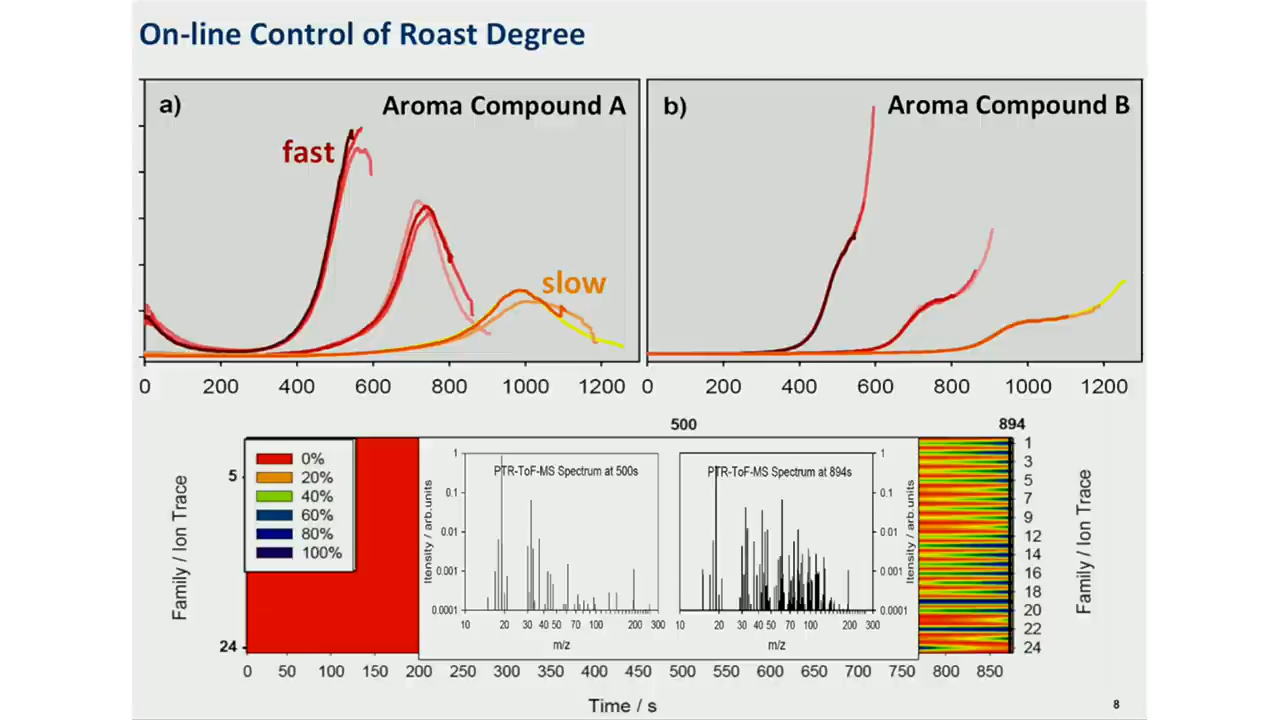 On-line Control of Roast Degree
a) Aroma Compound A
fast
slow
0 200 400 600 800 1000 1200
b) Aroma Compound B
0 200 400 600 800 1000 1200
500 894
Family / Ion Trace
5
24
0%
20%
40%
60%
80%
100%
PTR-ToF-MS Spectrum at 500s
Itensity / arb.units
1
0.1
0.01
0.001
0.0001
10 20 30 40 50 70 100 200 300
m/z
PTR-ToF-MS Spectrum at 894s
1
0.1
0.01
0.001
0.0001
Itensity / arb.units
10 20 30 40 50 70 100 200 300
m/z
1
3
5
7
9
12
14
16
18
20
22
24
Family / Ion Trace
0 50 100 150 200 250 300 350 400 450 500 550 600 650 700 750 800 850
Time / s
8